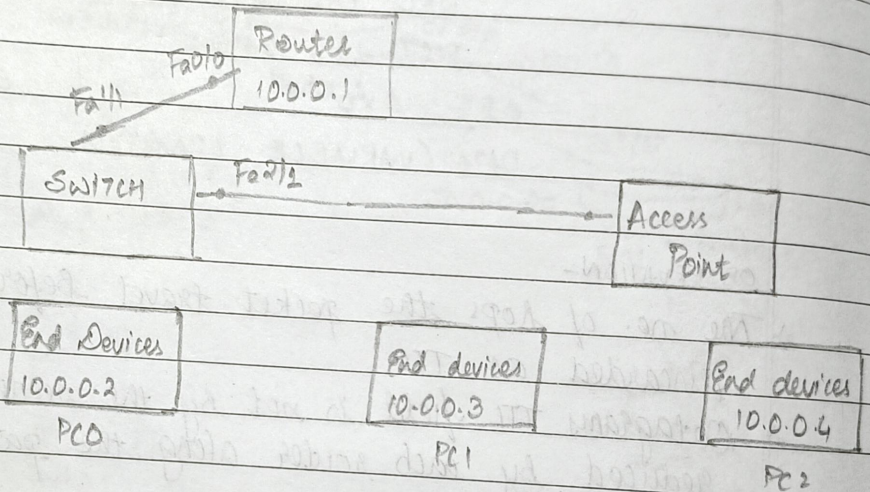 Router
10.0.0.1
Fa0/0
Fa1/1
SWITCH
Fa2/1
Access
Point
End Devices
10.0.0.2
PC0
End devices
10.0.0.3
PC1
End devices
10.0.0.4
PC2